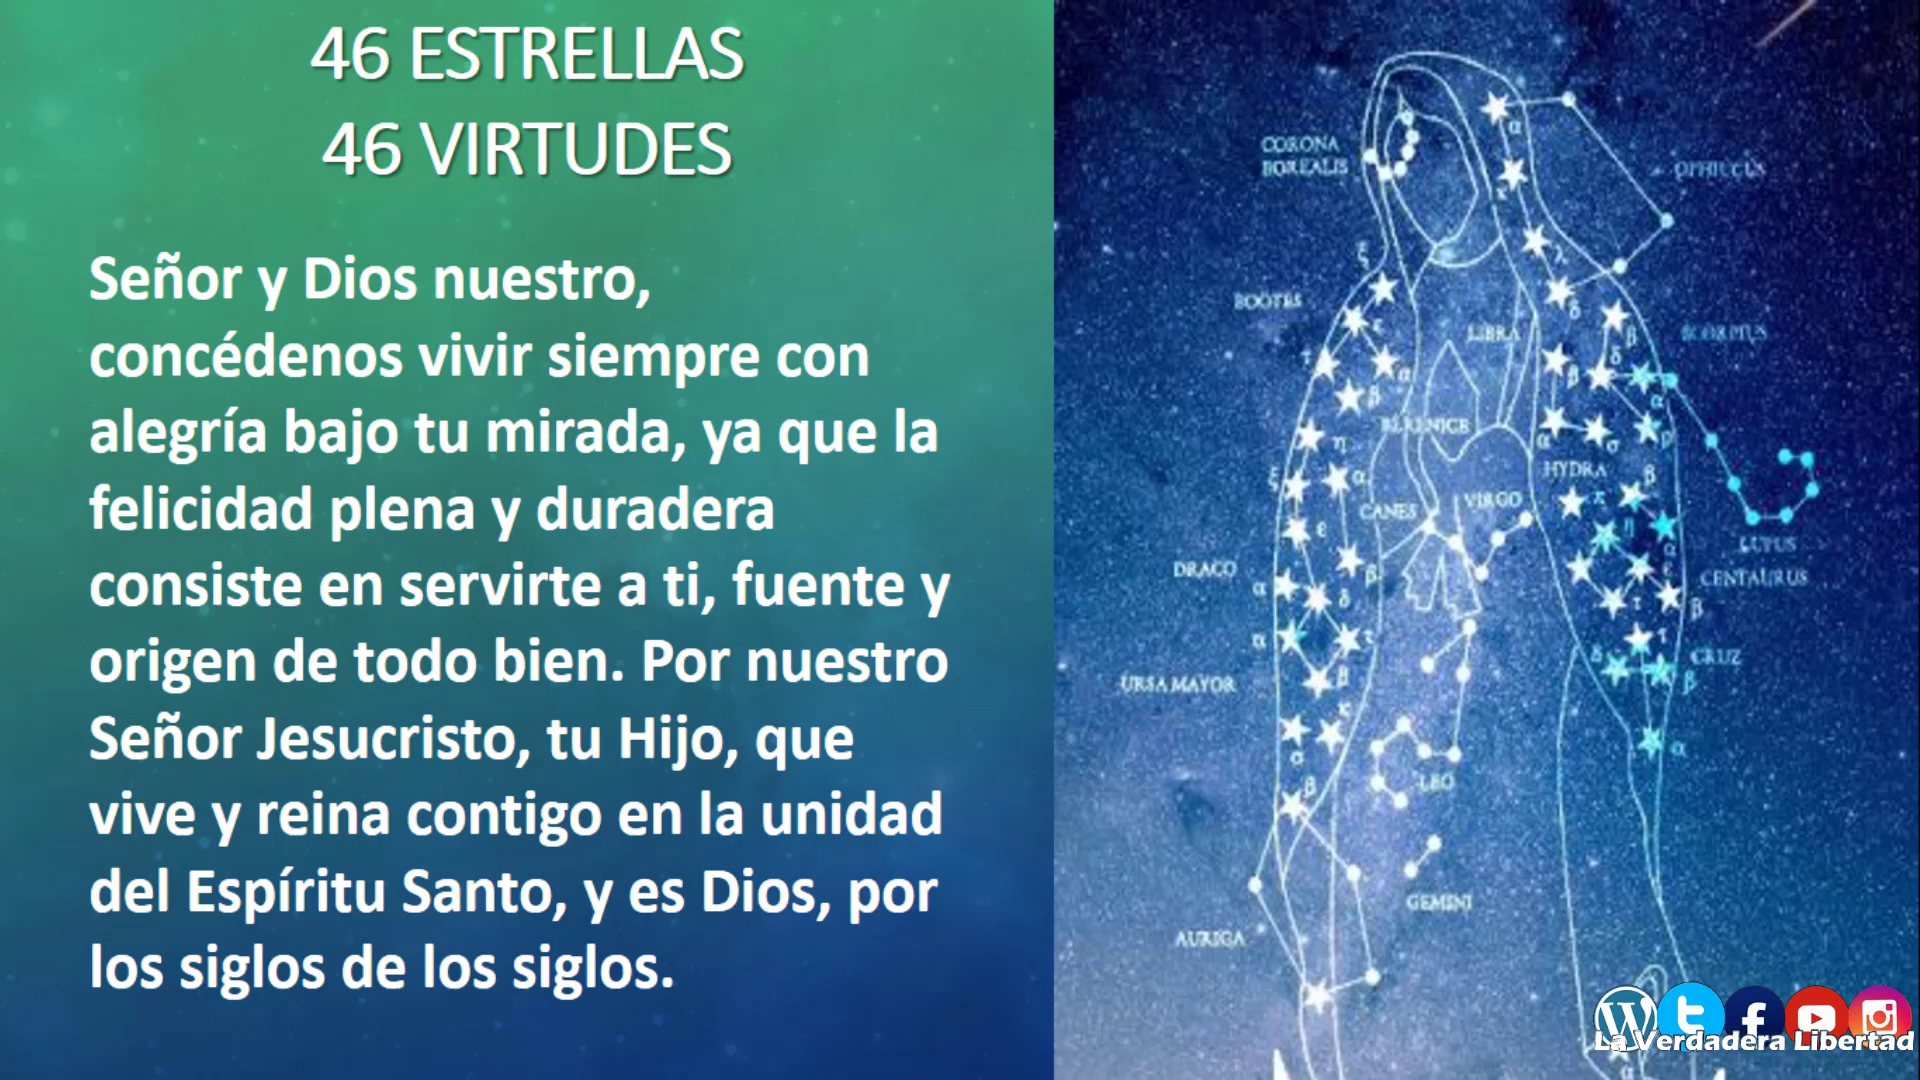 46 ESTRELLAS
46 VIRTUDES
Señor y Dios nuestro,
concédenos vivir siempre con
alegría bajo tu mirada, ya que la
felicidad plena y duradera
consiste en servirte a ti, fuente y
origen de todo bien. Por nuestro
Señor Jesucristo, tu Hijo, que
vive y reina contigo en la unidad
del Espíritu Santo, y es Dios, por
los siglos de los siglos.
CORONA
BOREALIS
OPHIUCUS
BOOTES
LIBRA
SCORPIUS
BERENICE
HYDRA
CANES
VIRGO
LUPUS
DRACO
CENTAURUS
CRUZ
URSA MAYOR
LEO
GEMINI
AURIGA
La Verdadera Libertad